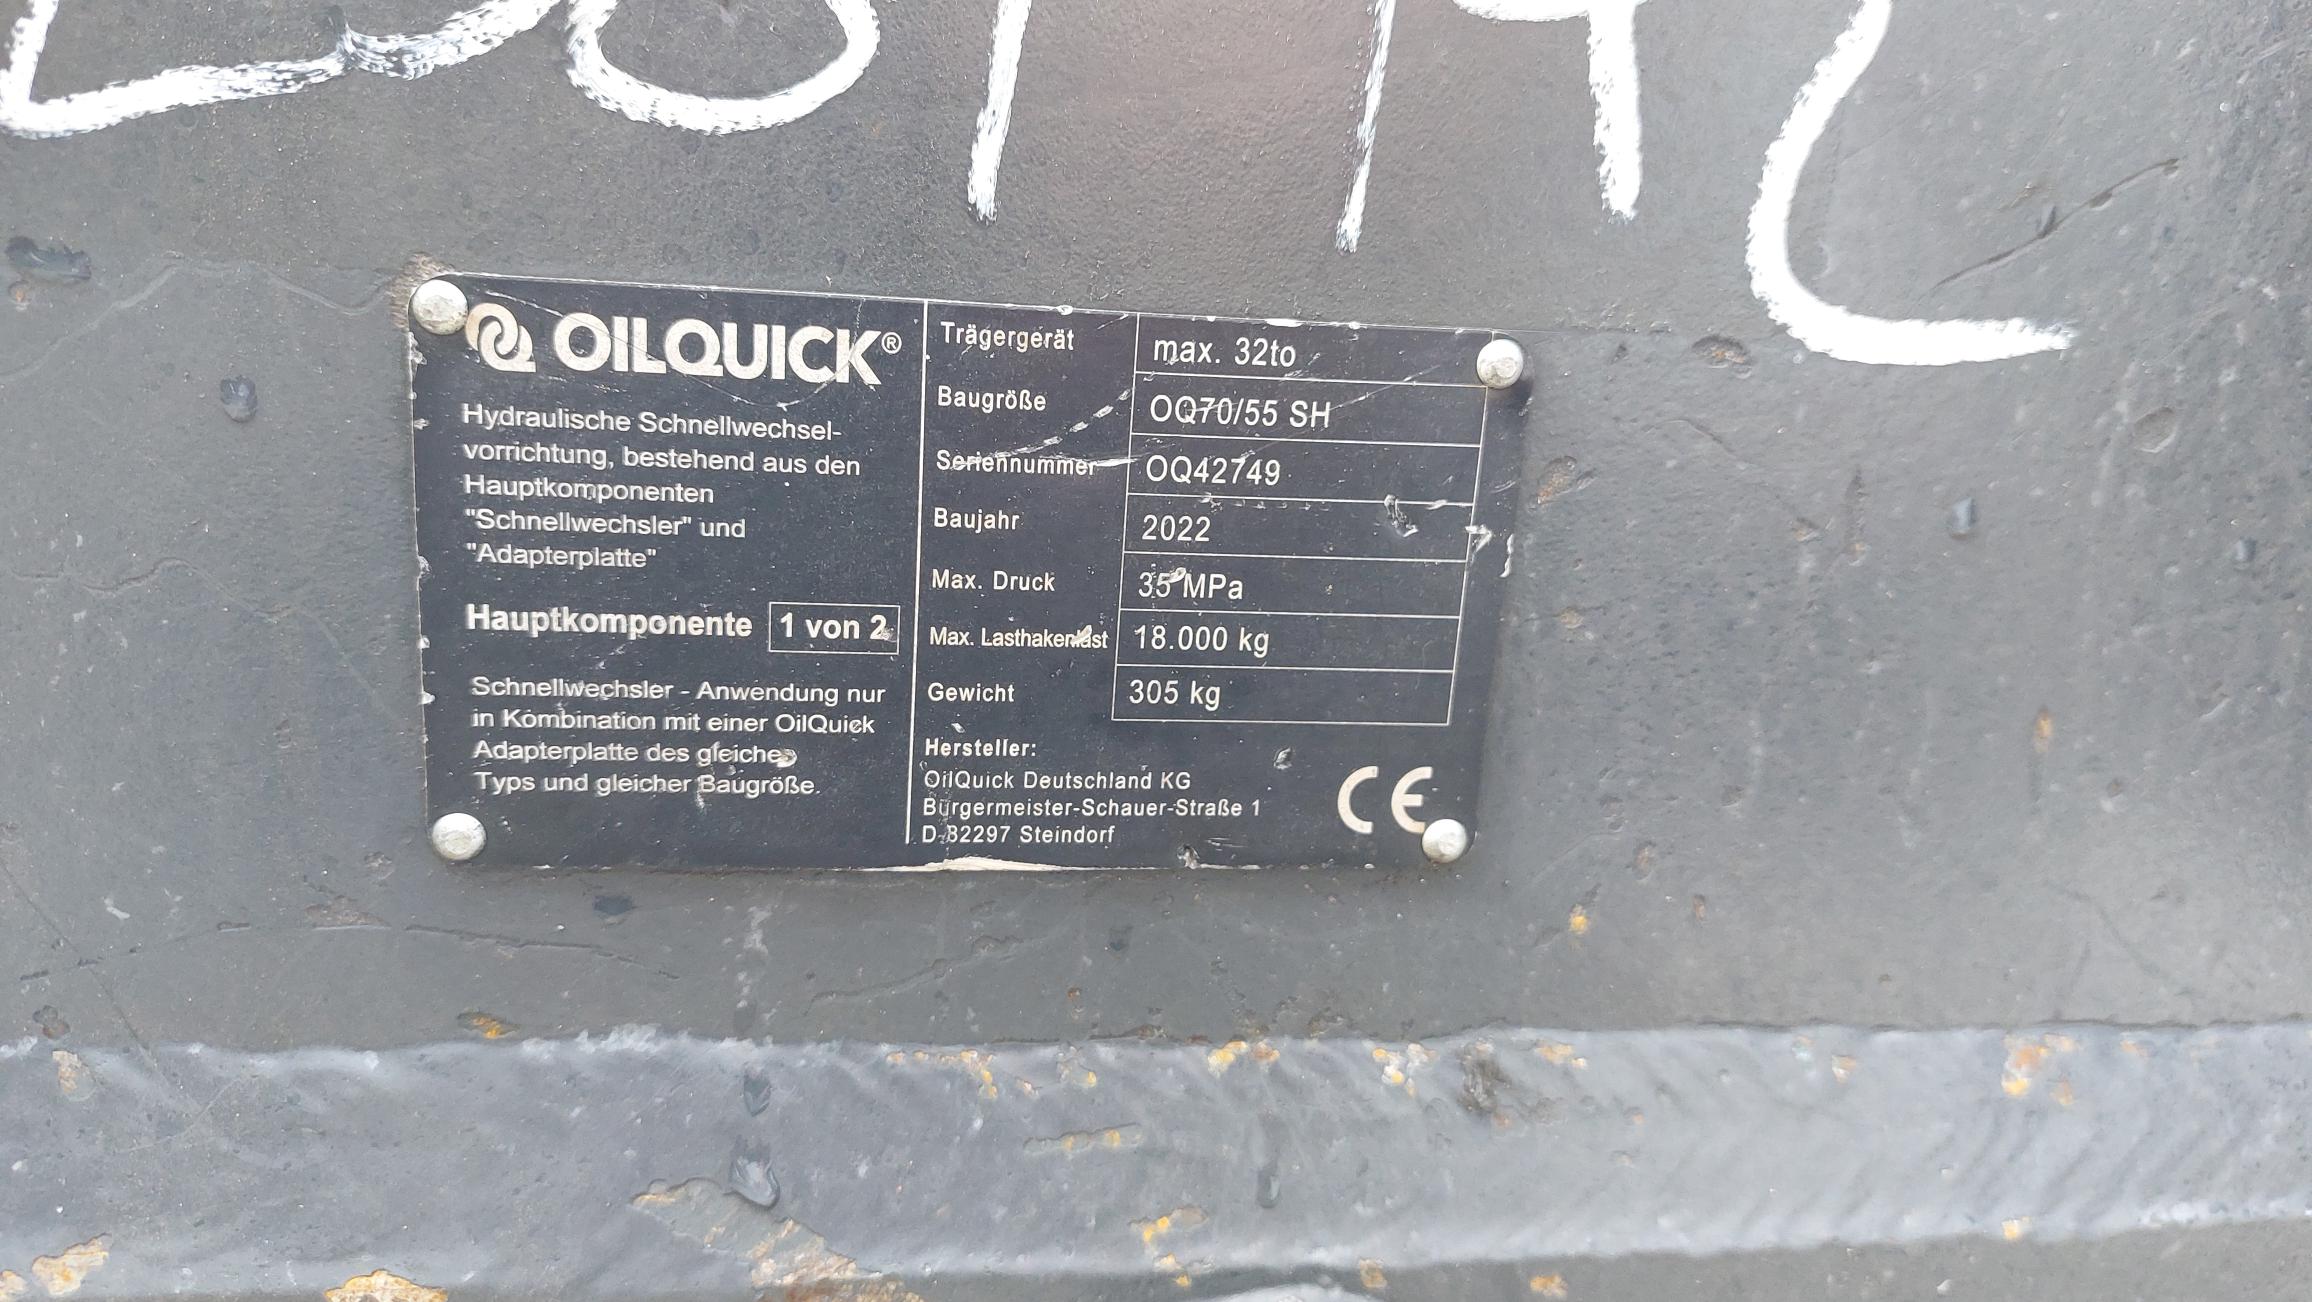 OILQUICK®
Hydraulische Schnellwechsel-
vorrichtung, bestehend aus den
Hauptkomponenten
"Schnellwechsler" und
"Adapterplatte"
Hauptkomponente 1 von 2
Schnellwechsler - Anwendung nur
in Kombination mit einer OilQuick
Adapterplatte des gleiches
Typs und gleicher Baugröße.
Trägergerät max. 32to
Baugröße OQ70/55 SH
Seriennummer OQ42749
Baujahr 2022
Max. Druck 35 MPa
Max. Lasthakenlast 18.000 kg
Gewicht 305 kg
Hersteller:
OilQuick Deutschland KG
Bürgermeister-Schauer-Straße 1
D-82297 Steindorf
CE